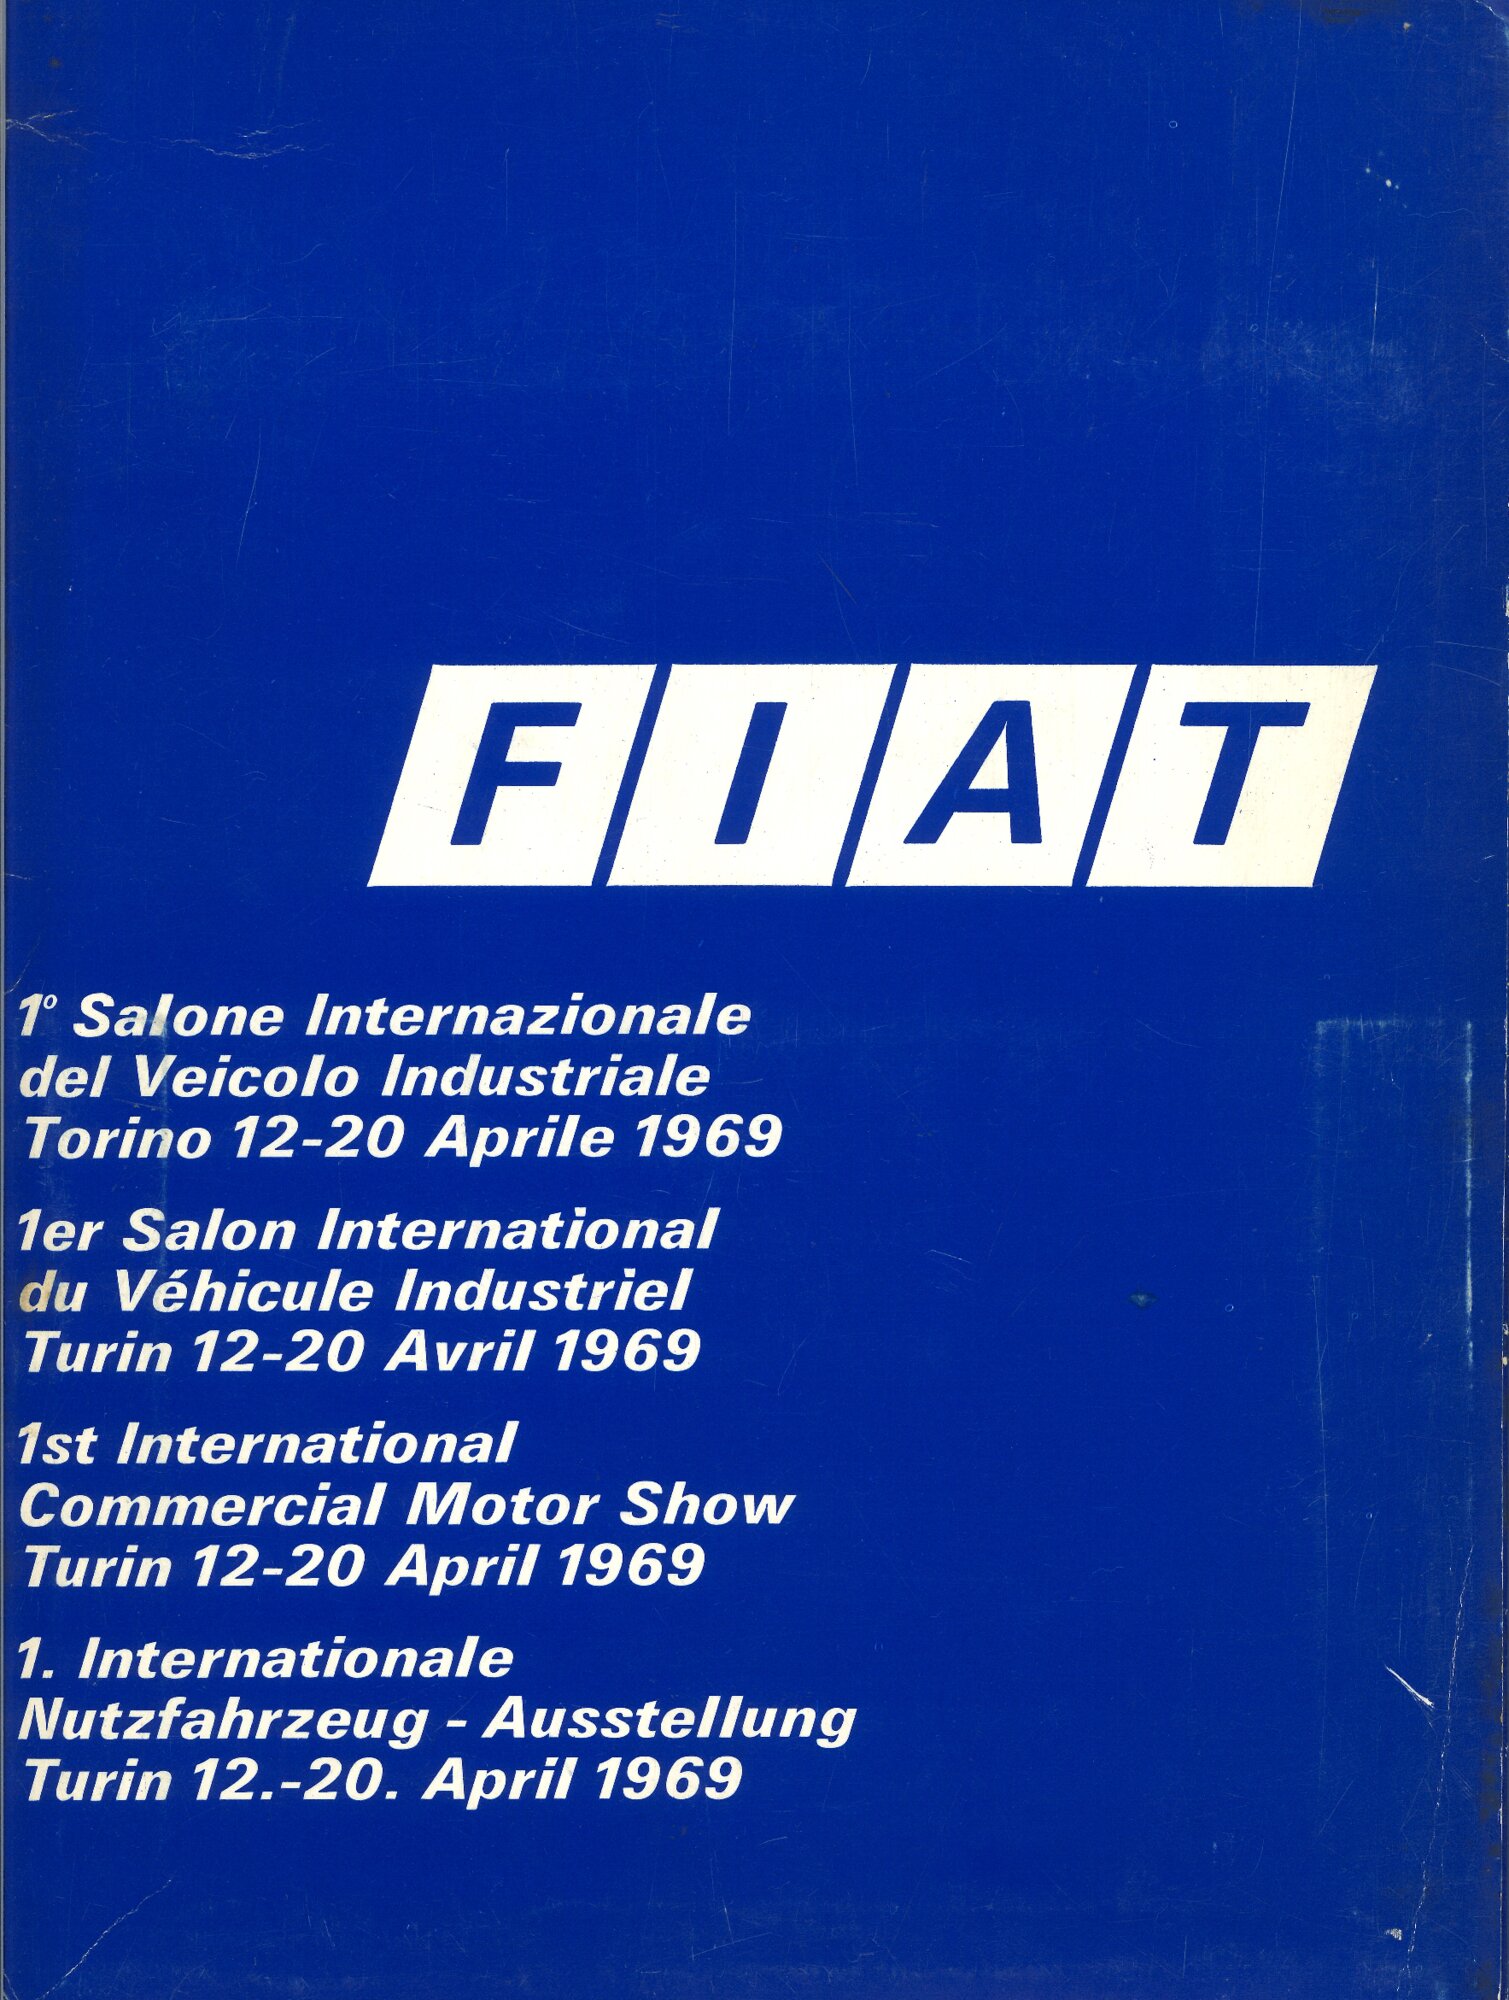 FIAT
1º Salone Internazionale
del Veicolo Industriale
Torino 12-20 Aprile 1969
1er Salon International
du Véhicule Industriel
Turin 12-20 Avril 1969
1st International
Commercial Motor Show
Turin 12-20 April 1969
1. Internationale
Nutzfahrzeug - Ausstellung
Turin 12.-20. April 1969